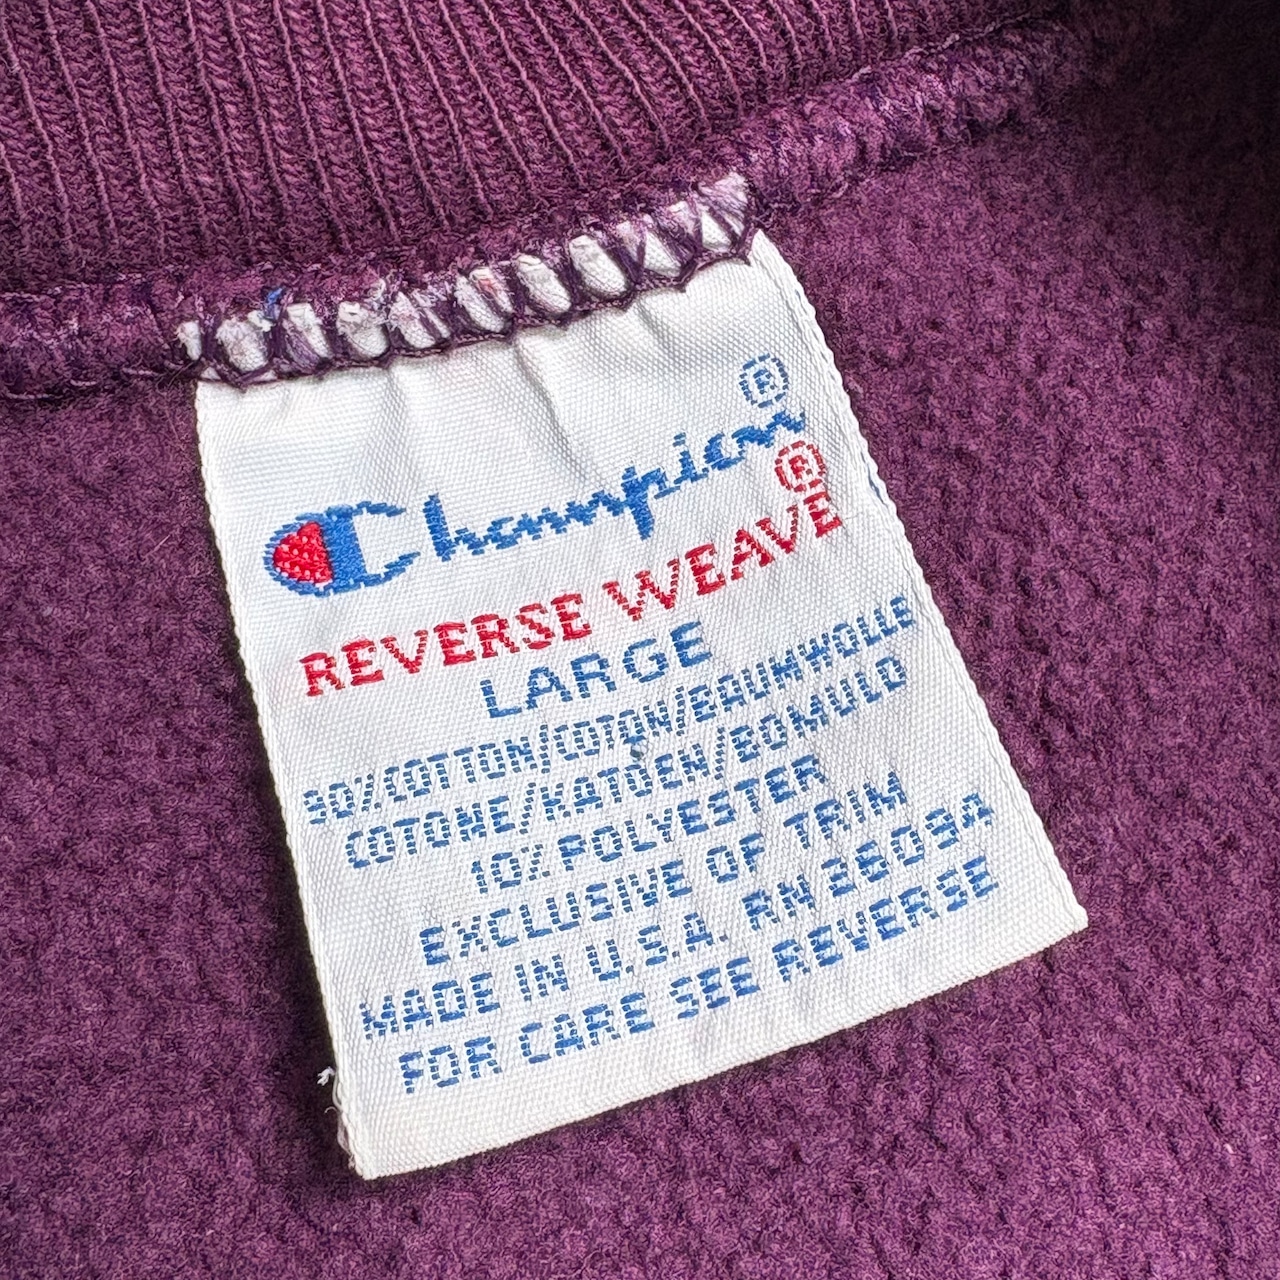 Champion®
REVERSE WEAVE®
LARGE
90% COTTON/COTON/BAUMWOLLE
COTONE/KATOEN/BOMULD
10% POLYESTER
EXCLUSIVE OF TRIM
MADE IN U.S.A. RN 26094
FOR CARE SEE REVERSE